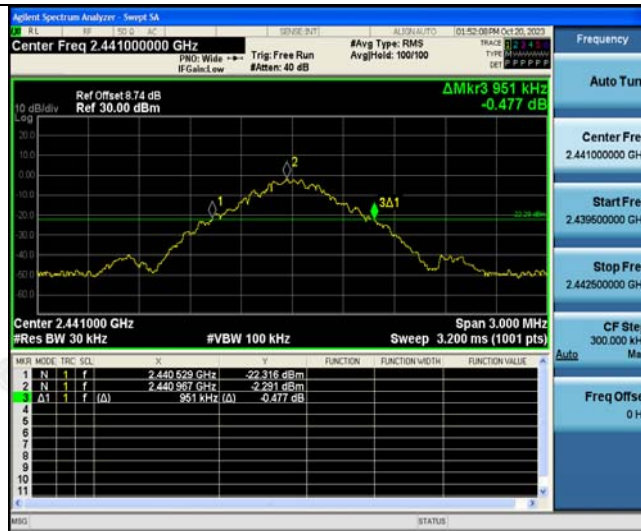 Agilent Spectrum Analyzer - Swept SA
RL RF 50 Ω AC SENSE:INT ALIGN AUTO 01:52:08 PM Oct 20, 2023
Center Freq 2.441000000 GHz
PNO: Wide
IFGain:Low
Trig: Free Run
#Atten: 40 dB
#Avg Type: RMS
Avg|Hold: 100/100
TRACE 1 2 3 4 5 6
TYPE M
DET P P P P P P
Ref Offset 8.74 dB
Ref 30.00 dBm
10 dB/div
Log
ΔMkr3 951 kHz
-0.477 dB
20.0
10.0
0.00
-10.0
-20.0
-30.0
-40.0
-50.0
-60.0
1
2
3Δ1
-22.29 dBm
Center 2.441000 GHz
#Res BW 30 kHz
#VBW 100 kHz
Span 3.000 MHz
Sweep 3.200 ms (1001 pts)
MKR MODE TRC SCL X Y FUNCTION FUNCTION WIDTH FUNCTION VALUE
1 N 1 f 2.440 529 GHz -22.316 dBm
2 N 1 f 2.440 967 GHz -2.291 dBm
3 Δ1 1 f (Δ) 951 kHz (Δ) -0.477 dB
4
5
6
7
8
9
10
11
MSG STATUS
Frequency
Auto Tun
Center Fre
2.441000000 GH
Start Fre
2.439500000 GH
Stop Fre
2.442500000 GH
CF Ste
300.000 kH
Auto Ma
Freq Offse
0 H